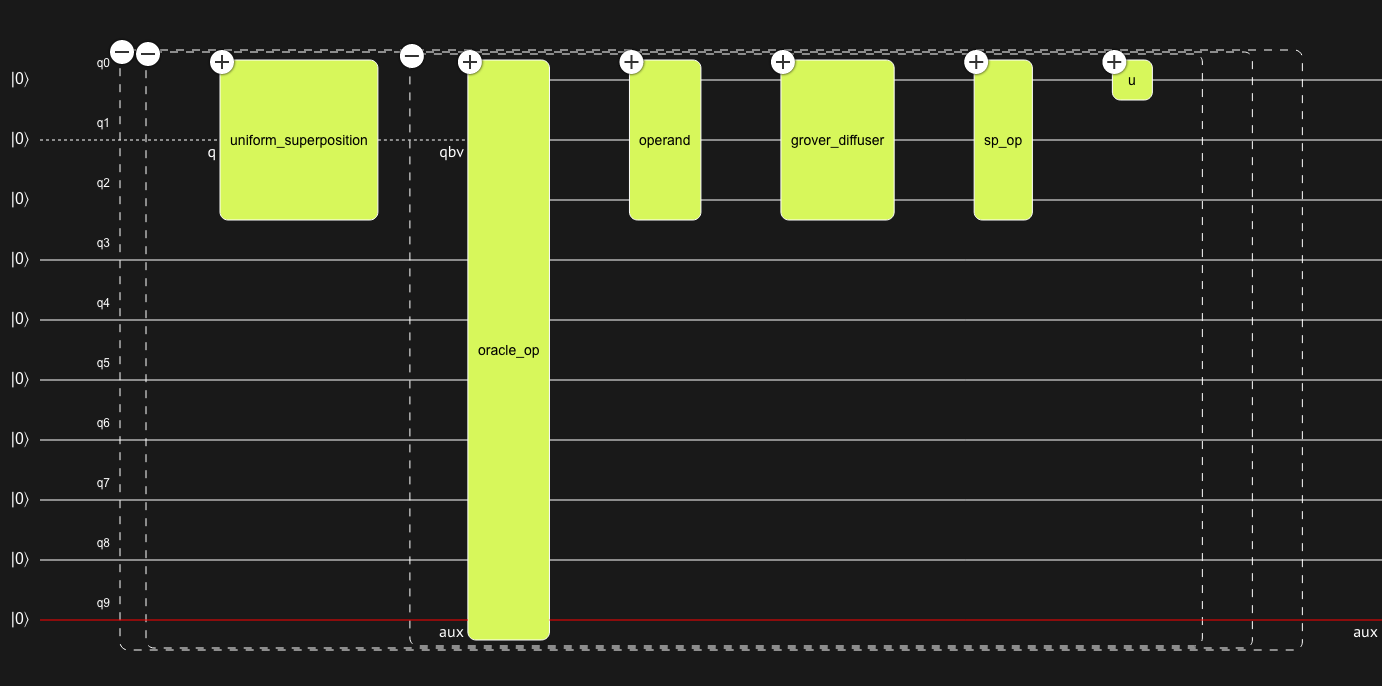 q0
|0⟩
q1
|0⟩
q uniform_superposition qbv operand grover_diffuser sp_op u
q2
|0⟩
q3
|0⟩
q4
|0⟩
oracle_op
q5
|0⟩
q6
|0⟩
q7
|0⟩
q8
|0⟩
q9
|0⟩
aux aux